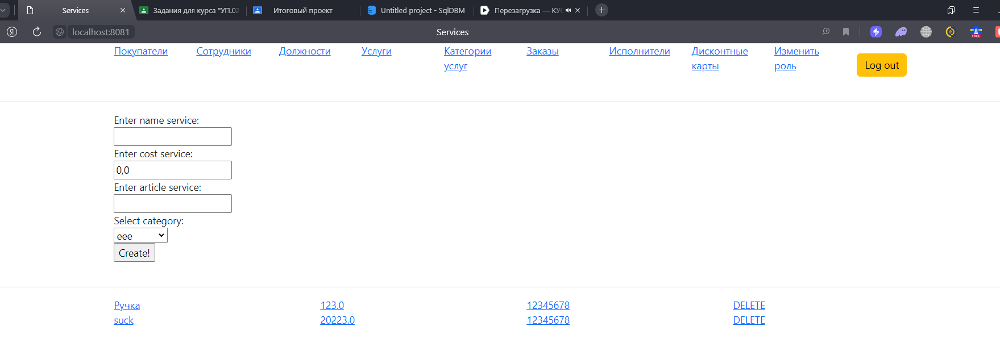 Services
Задания для курса "УП.02
Итоговый проект
Untitled project - SqlDBM
Перезагрузка — КУ
localhost:8081
Services
Покупатели
Сотрудники
Должности
Услуги
Категории услуг
Заказы
Исполнители
Дисконтные карты
Изменить роль
Log out
Enter name service:
Enter cost service:
0,0
Enter article service:
Select category:
eee
Create!
Ручка 123.0 12345678 DELETE
suck 20223.0 12345678 DELETE